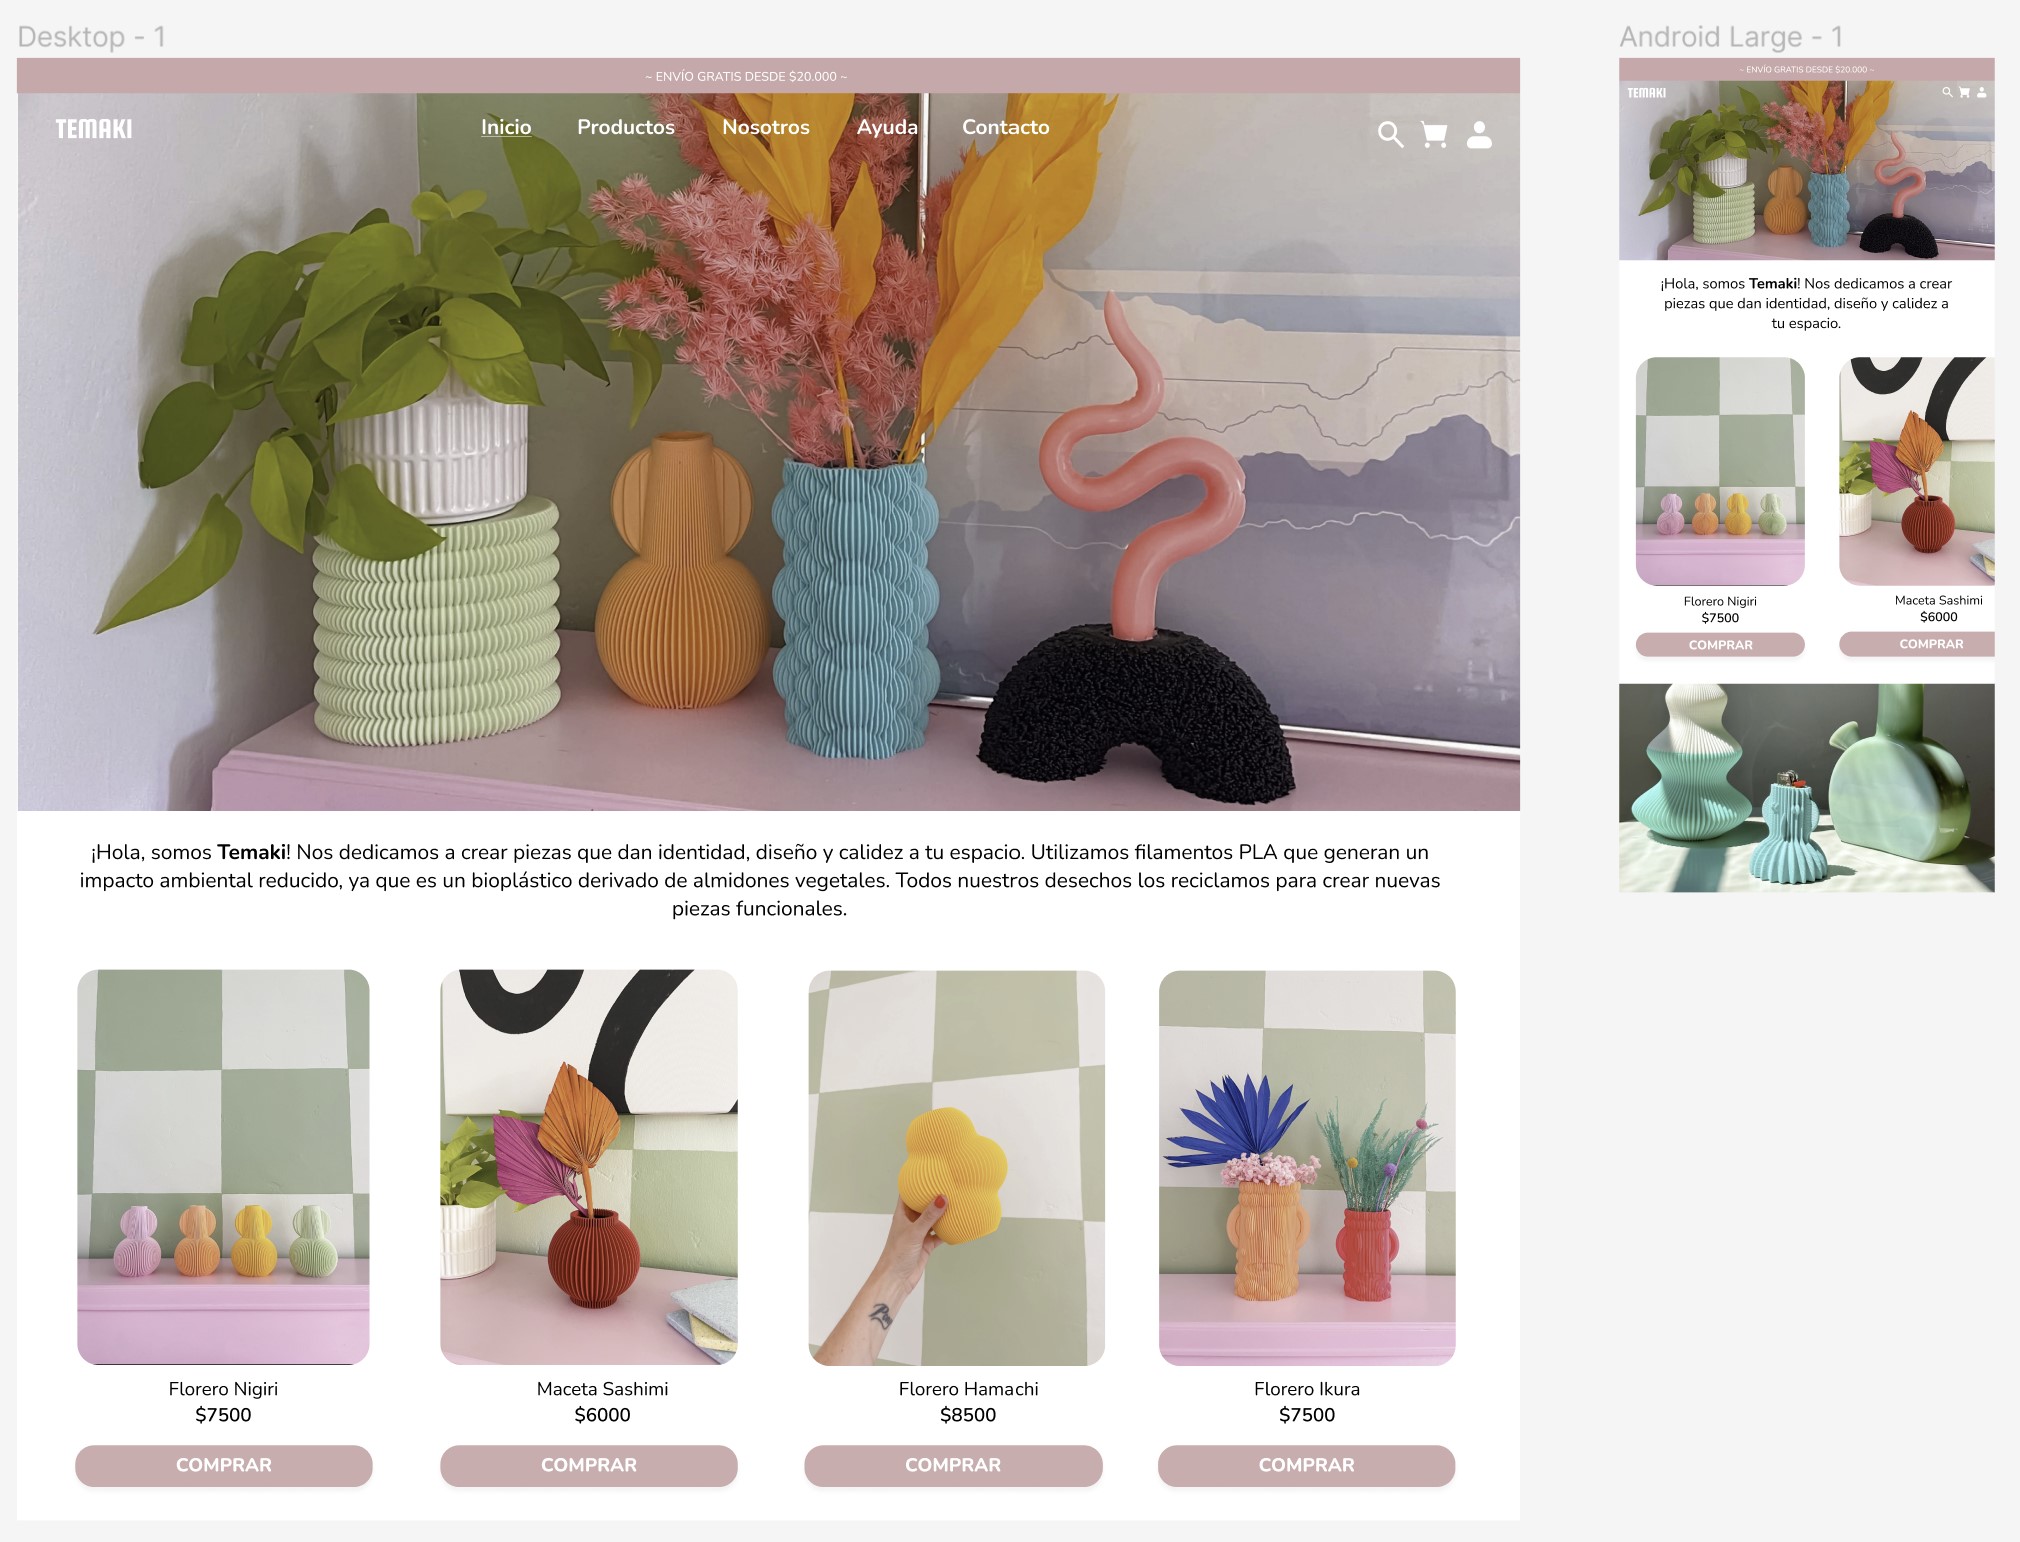 Desktop - 1
~ ENVÍO GRATIS DESDE $20.000 ~
TEMAKI
Inicio
Productos
Nosotros
Ayuda
Contacto
¡Hola, somos Temaki! Nos dedicamos a crear piezas que dan identidad, diseño y calidez a tu espacio. Utilizamos filamentos PLA que generan un
impacto ambiental reducido, ya que es un bioplástico derivado de almidones vegetales. Todos nuestros desechos los reciclamos para crear nuevas
piezas funcionales.
Florero Nigiri
$7500
COMPRAR
Maceta Sashimi
$6000
COMPRAR
Florero Hamachi
$8500
COMPRAR
Florero Ikura
$7500
COMPRAR
Android Large - 1
~ ENVÍO GRATIS DESDE $20.000 ~
TEMAKI
¡Hola, somos Temaki! Nos dedicamos a crear
piezas que dan identidad, diseño y calidez a
tu espacio.
Florero Nigiri
$7500
COMPRAR
Maceta Sashimi
$6000
COMPRAR